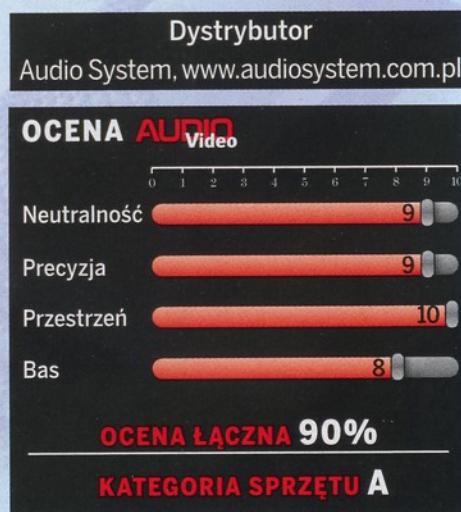 Dystrybutor
Audio System, www.audiosystem.com.pl
OCENA AUDIO Video
0 1 2 3 4 5 6 7 8 9 10
Neutralność 9
Precyzja 9
Przestrzeń 10
Bas 8
OCENA ŁĄCZNA 90%
KATEGORIA SPRZĘTU A